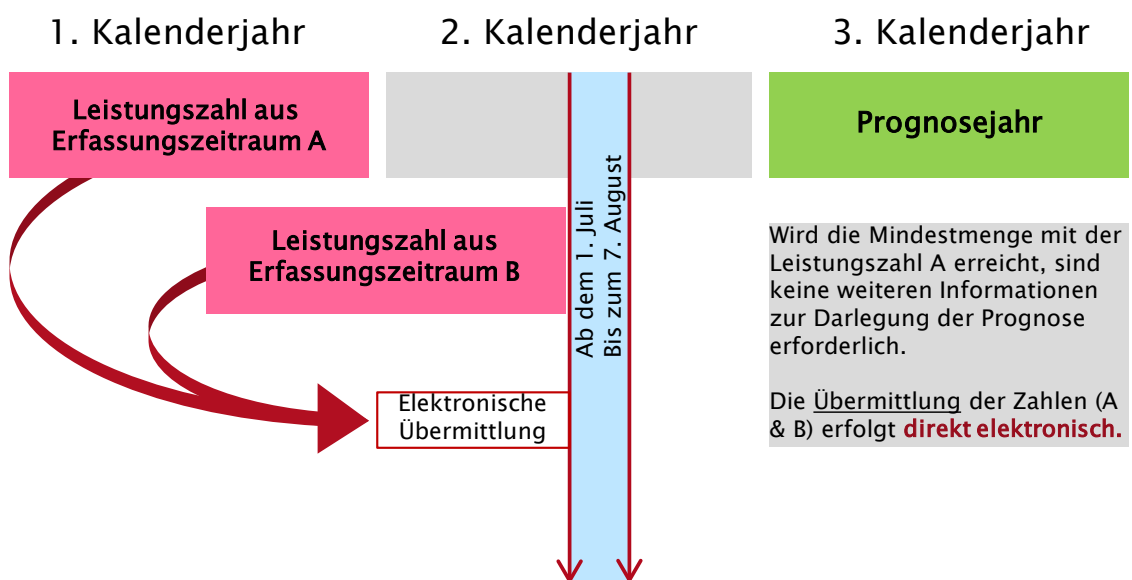 1. Kalenderjahr
2. Kalenderjahr
3. Kalenderjahr
Leistungszahl aus
Erfassungszeitraum A
Prognosejahr
Leistungszahl aus
Erfassungszeitraum B
Ab dem 1. Juli
Bis zum 7. August
Elektronische
Übermittlung
Wird die Mindestmenge mit der
Leistungszahl A erreicht, sind
keine weiteren Informationen
zur Darlegung der Prognose
erforderlich.
Die Übermittlung der Zahlen (A
& B) erfolgt direkt elektronisch.